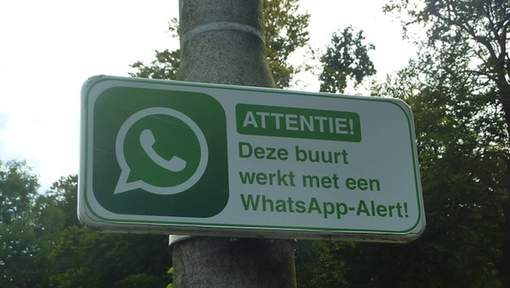 ATTENTIE!
Deze buurt
werkt met een
WhatsApp-Alert!